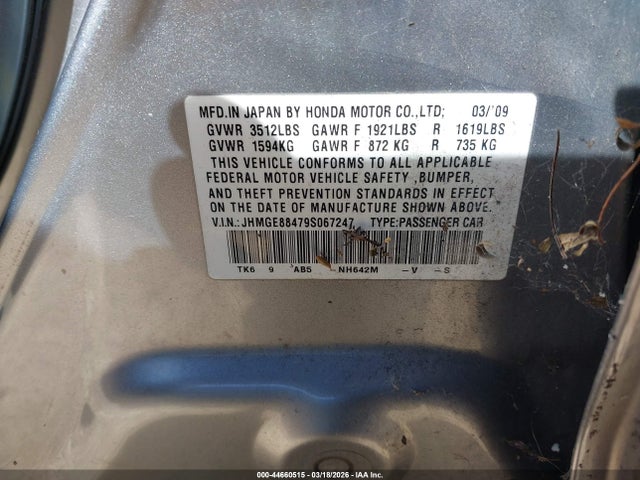 MFD.IN JAPAN BY HONDA MOTOR CO.,LTD; 03/'09
GVWR 3512LBS GAWR F 1921LBS R 1619LBS
GVWR 1594KG GAWR F 872 KG R 735 KG
THIS VEHICLE CONFORMS TO ALL APPLICABLE
FEDERAL MOTOR VEHICLE SAFETY ,BUMPER,
AND THEFT PREVENTION STANDARDS IN EFFECT
ON THE DATE OF MANUFACTURE SHOWN ABOVE.
V.I.N.:JHMGE88479S067247 TYPE:PASSENGER CAR
TK6 9 AB5 NH642M -V -S
000-44660515 | 03/18/2026 | IAA Inc.